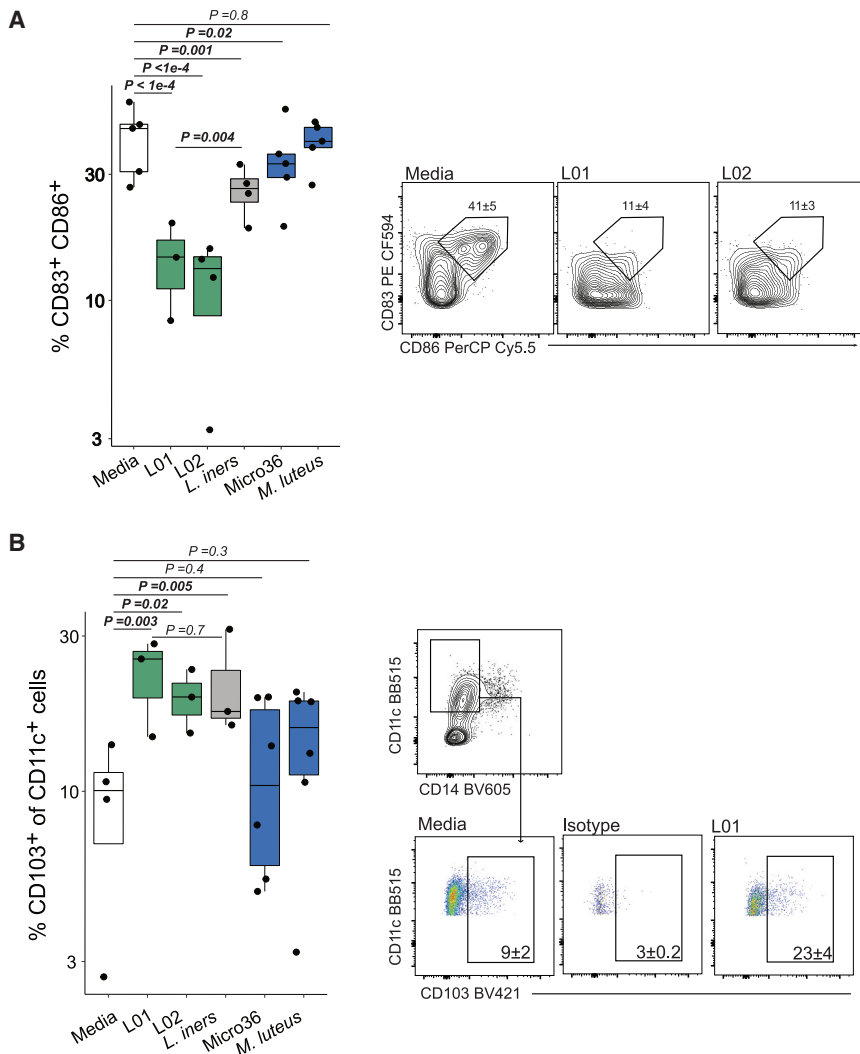 A
P =0.8
P =0.02
P =0.001
P <1e-4
P < 1e-4
P =0.004
% CD83+ CD86+
30
10
3
Media
L01
L02
L. iners
Micro36
M. luteus
Media
L01
L02
41±5
11±4
11±3
CD83 PE CF594
CD86 PerCP Cy5.5
B
P =0.3
P =0.4
P =0.005
P =0.02
P =0.003
P =0.7
% CD103+ of CD11c+ cells
30
10
3
Media
L01
L02
L. iners
Micro36
M. luteus
CD11c BB515
CD14 BV605
Media
Isotype
L01
CD11c BB515
9±2
3±0.2
23±4
CD103 BV421